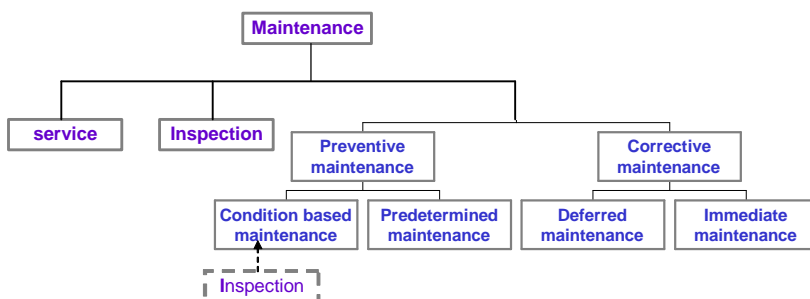 Maintenance
service
Inspection
Preventive
maintenance
Corrective
maintenance
Condition based
maintenance
Predetermined
maintenance
Deferred
maintenance
Immediate
maintenance
Inspection